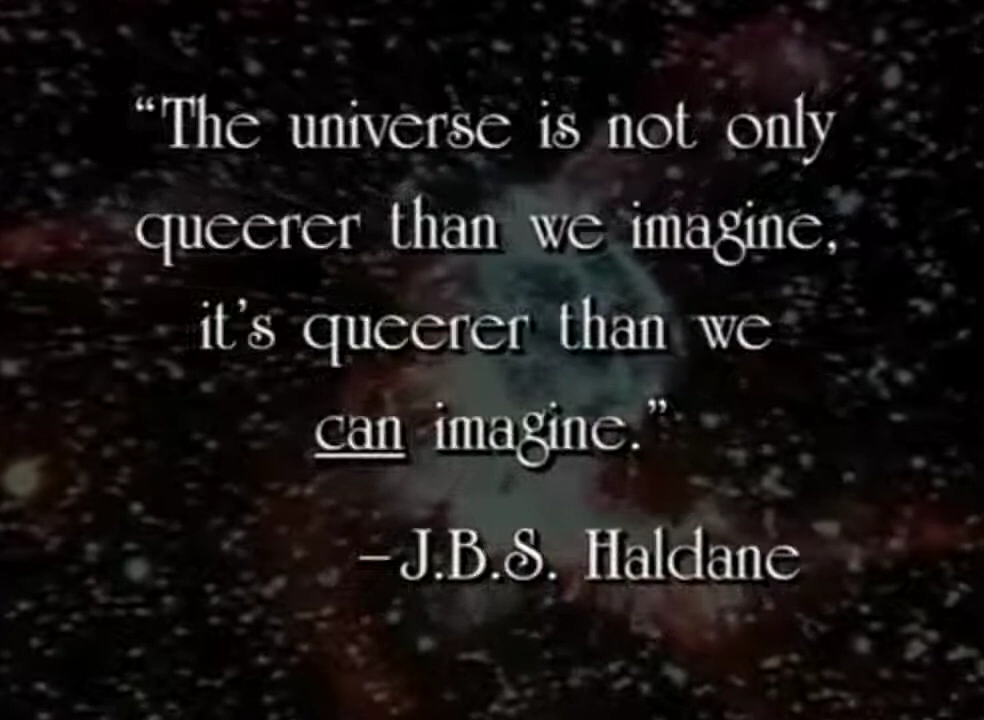 “The universe is not only
queerer than we imagine,
it’s queerer than we
can imagine.”
–J.B.S. Haldane